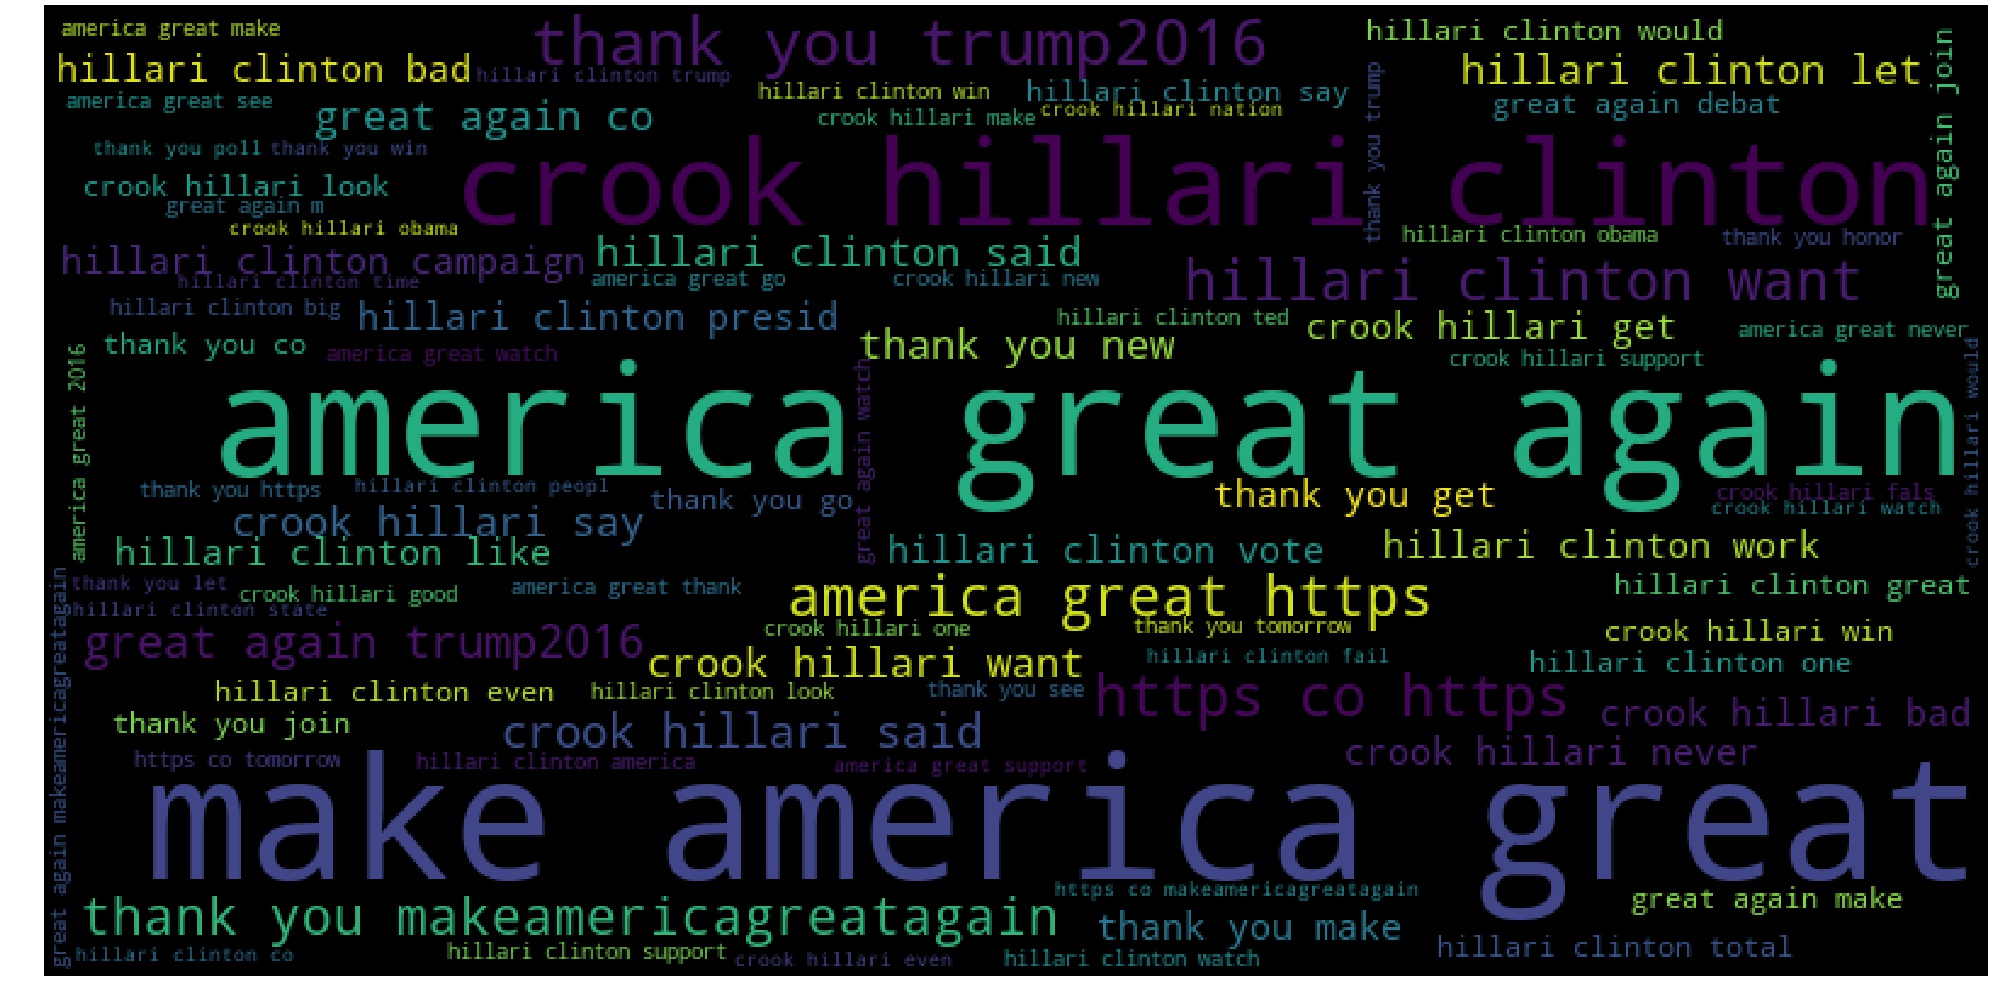 america great make
thank you trump2016
hillari clinton would
hillari clinton bad
hillari clinton trump
hillari clinton let
great again join
america great see
hillari clinton win
hillari clinton say
thank you trump
great again debat
great again co
crook hillari make
crook hillari nation
thank you poll
thank you win
crook hillari clinton
crook hillari look
great again m
crook hillari obama
hillari clinton said
hillari clinton obama
thank you honor
hillari clinton campaign
hillari clinton time
america great go
crook hillari new
hillari clinton want
hillari clinton big
hillari clinton presid
hillari clinton ted
crook hillari get
america great never
thank you co
america great watch
thank you new
crook hillari support
crook hillari would
america great 2016
america great again
great again watch
thank you https
hillari clinton peopl
thank you go
thank you get
crook hillari fals
crook hillari watch
crook hillari say
hillari clinton like
hillari clinton vote
hillari clinton work
thank you let
crook hillari good
america great thank
america great https
hillari clinton great
hillari clinton state
great again trump2016
crook hillari one
thank you tomorrow
crook hillari win
crook hillari want
hillari clinton fail
hillari clinton one
hillari clinton even
hillari clinton look
thank you see
https co https
crook hillari bad
thank you join
crook hillari said
crook hillari never
https co tomorrow
hillari clinton america
america great support
make america great
great again makeamericagreatagain
https co makeamericagreatagain
great again make
thank you makeamericagreatagain
thank you make
hillari clinton total
hillari clinton co
hillari clinton support
crook hillari even
hillari clinton watch